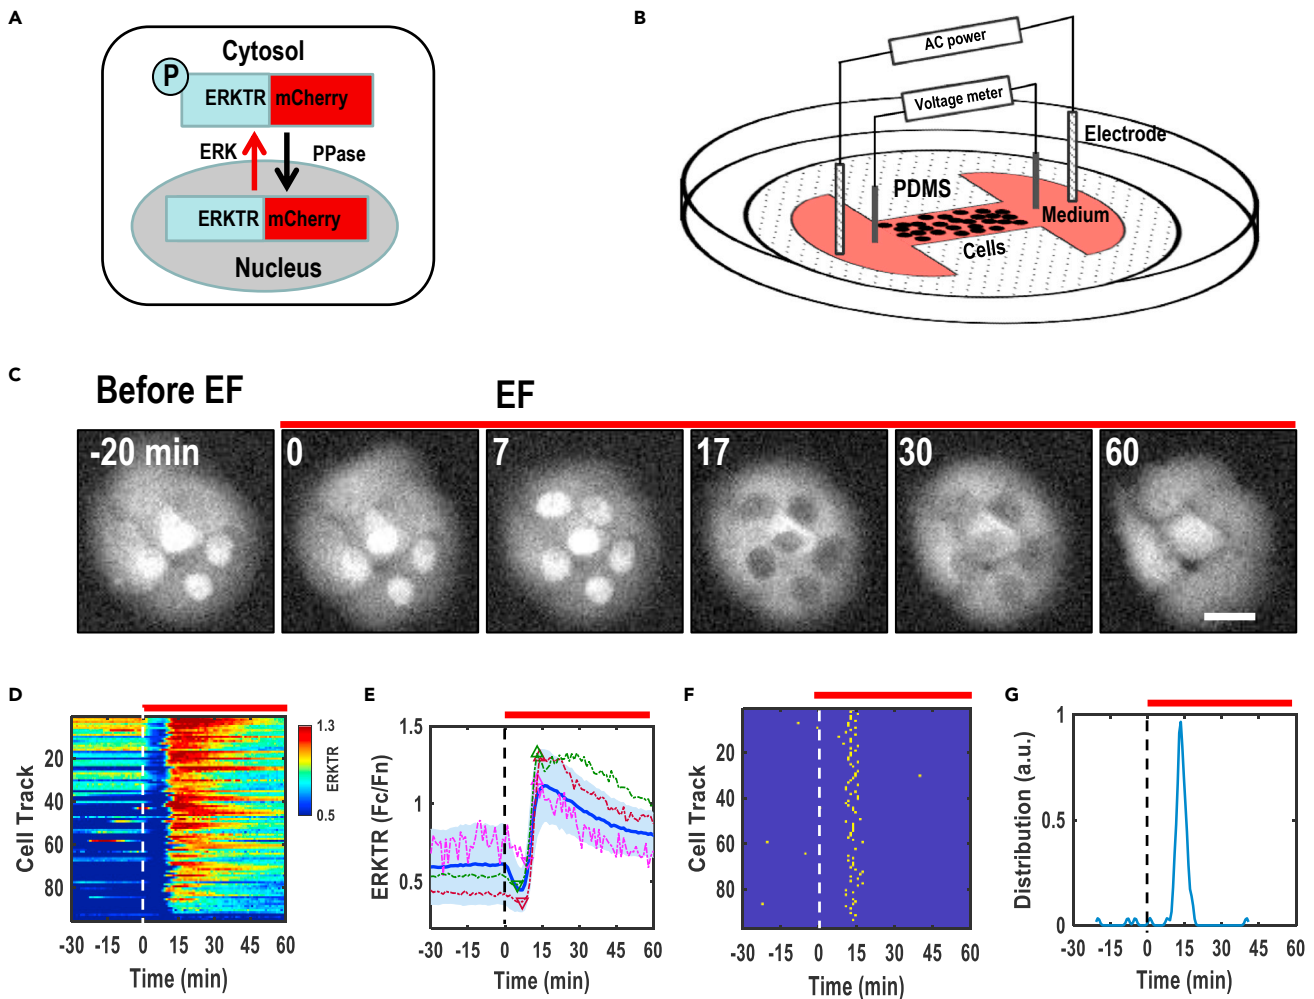 A
Cytosol
P
ERKTR mCherry
ERK
PPase
ERKTR mCherry
Nucleus
B
AC power
Voltage meter
Electrode
PDMS
Medium
Cells
C
Before EF
EF
-20 min
0
7
17
30
60
D
Cell Track
20
40
60
80
-30 -15 0 15 30 45 60
Time (min)
1.3
0.5
ERKTR
E
ERKTR (Fc/Fn)
1.5
1
0.5
-30 -15 0 15 30 45 60
Time (min)
F
Cell Track
20
40
60
80
-30 -15 0 15 30 45 60
Time (min)
G
Distribution (a.u.)
1
0.5
0
-30 -15 0 15 30 45 60
Time (min)